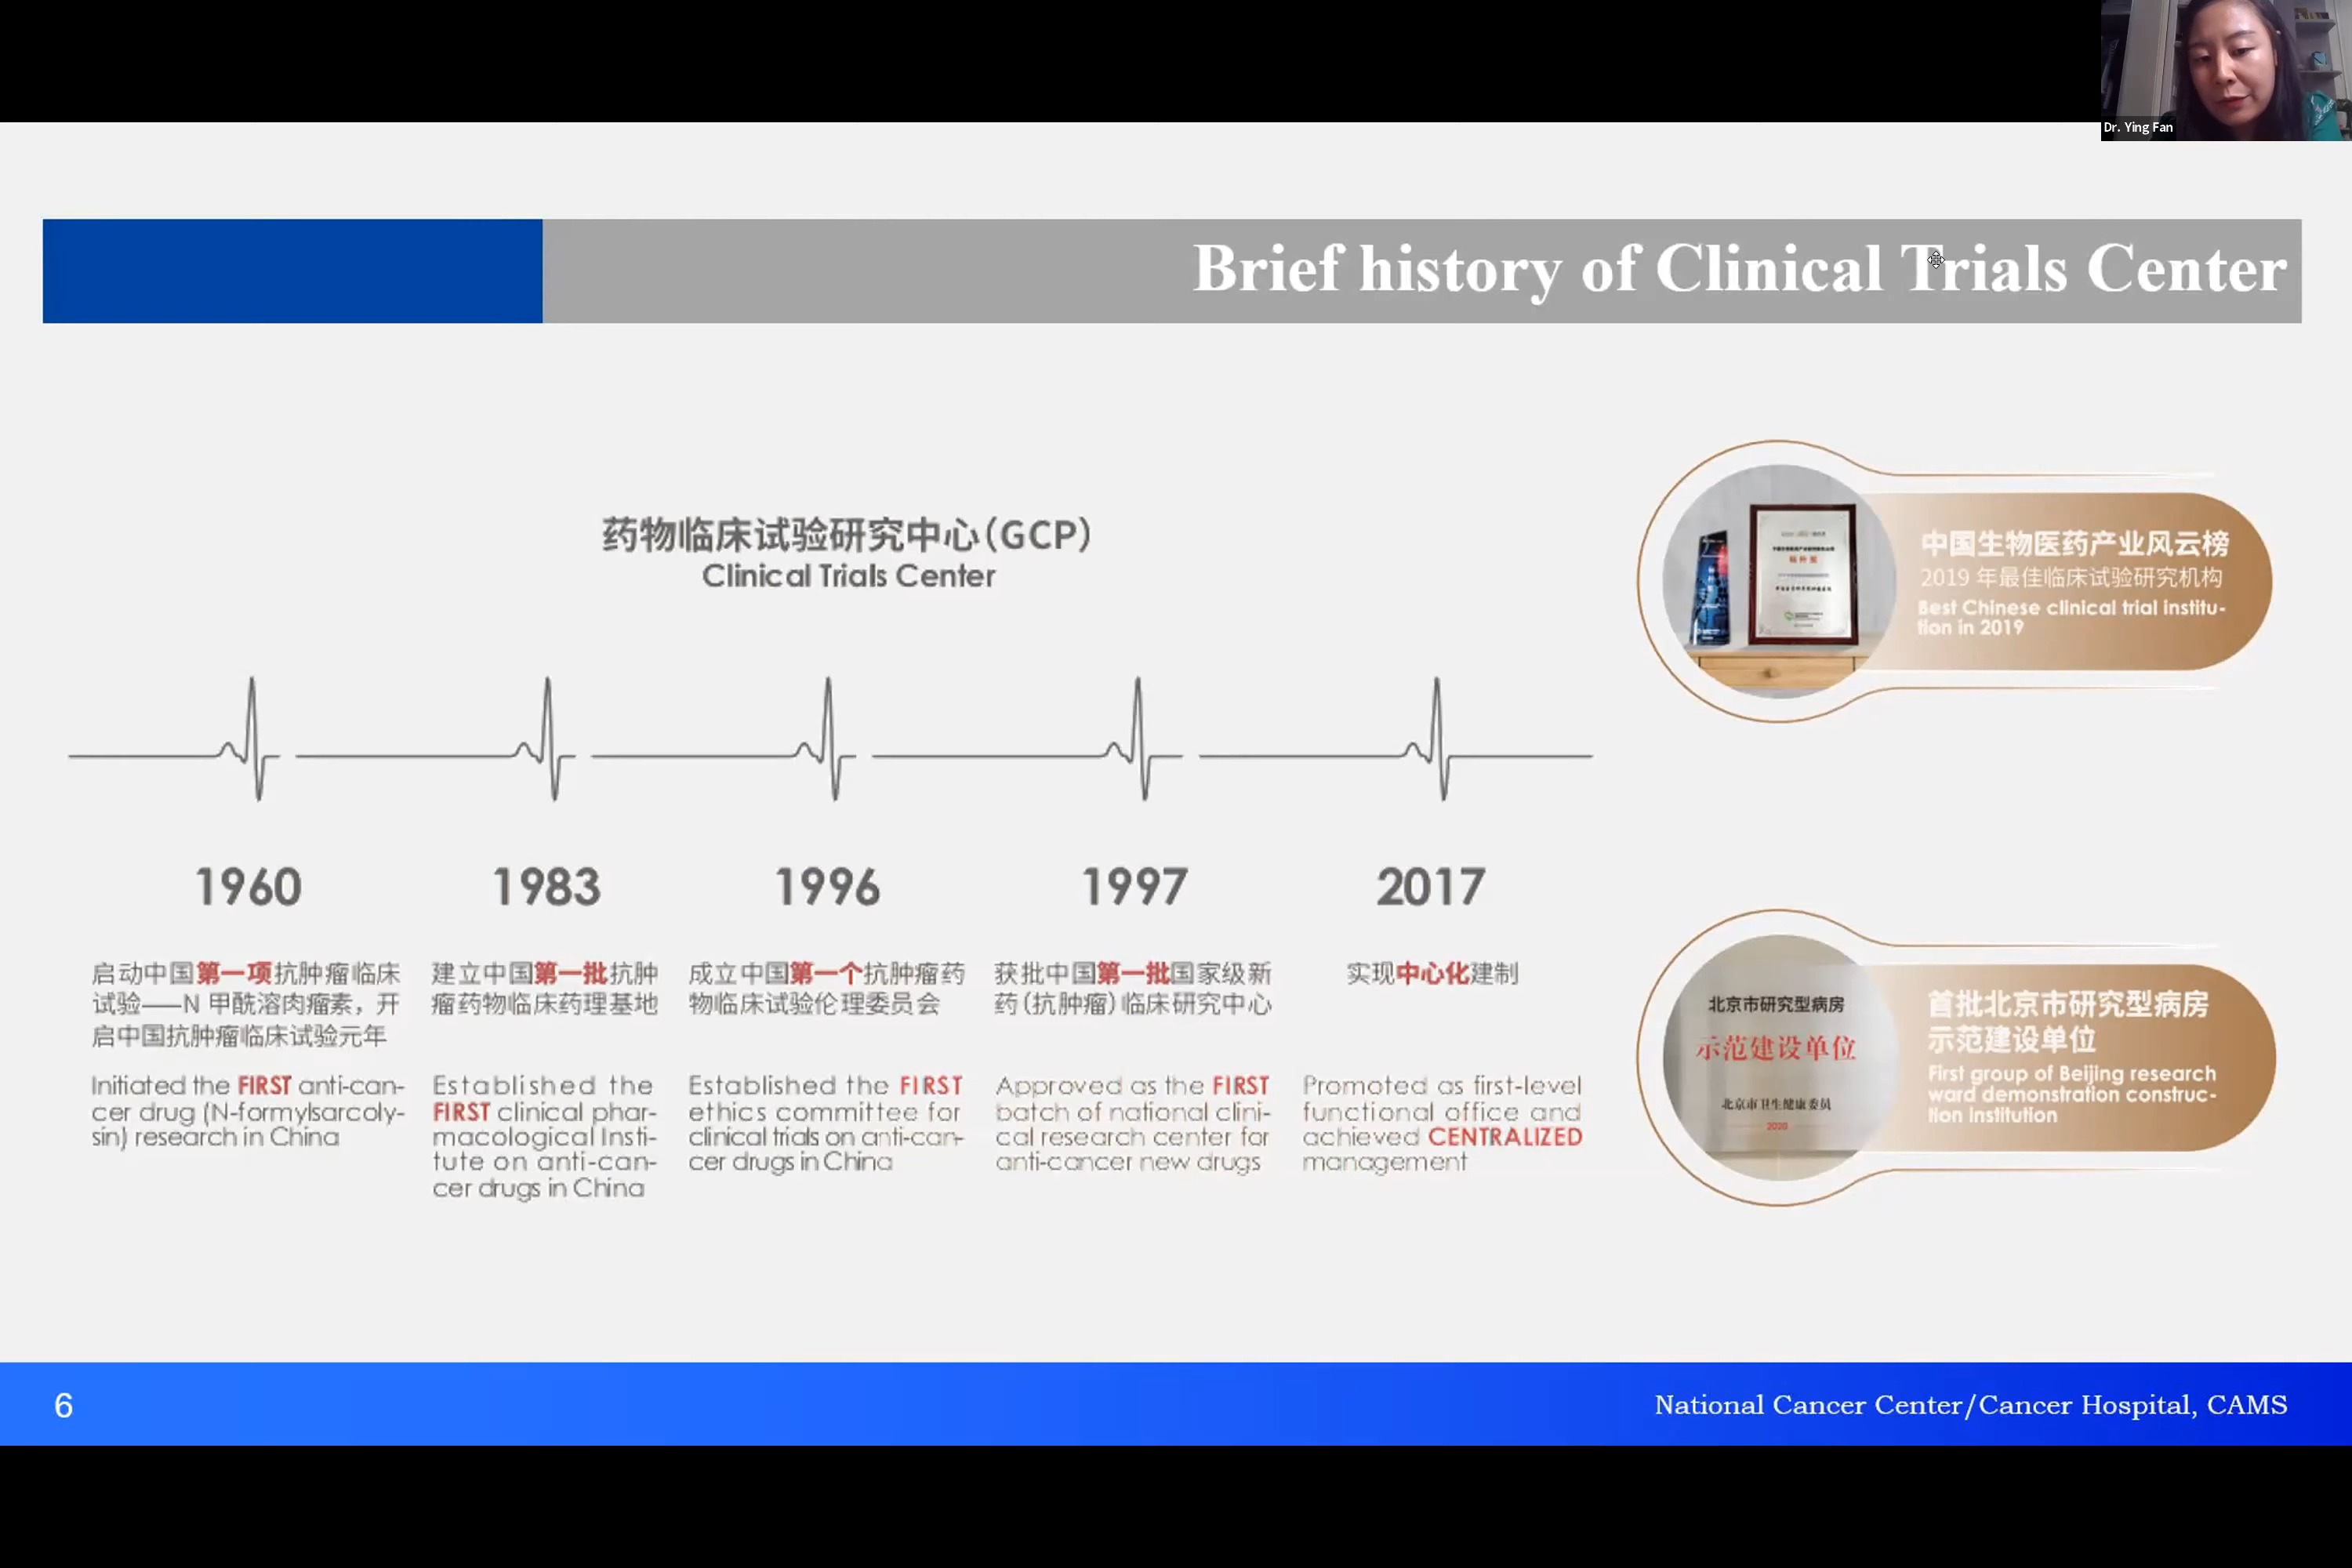 Dr. Ying Fan
Brief history of Clinical Trials Center
药物临床试验研究中心(GCP)
Clinical Trials Center
1960
启动中国第一项抗肿瘤临床
试验——N 甲酰溶肉瘤素，开
启中国抗肿瘤临床试验元年
Initiated the FIRST anti-can-
cer drug (N-formylsarcoly-
sin) research in China
1983
建立中国第一批抗肿
瘤药物临床药理基地
Established the
FIRST clinical phar-
macological Insti-
tute on anti-can-
cer drugs in China
1996
成立中国第一个抗肿瘤药
物临床试验伦理委员会
Established the FIRST
ethics committee for
clinical trials on anti-can-
cer drugs in China
1997
获批中国第一批国家级新
药(抗肿瘤)临床研究中心
Approved as the FIRST
batch of national clini-
cal research center for
anti-cancer new drugs
2017
实现中心化建制
Promoted as first-level
functional office and
achieved CENTRALIZED
management
中国生物医药产业风云榜
2019 年最佳临床试验研究机构
Best Chinese clinical trial institu-
tion in 2019
北京市研究型病房
示范建设单位
北京市卫生健康委员
2020
首批北京市研究型病房
示范建设单位
First group of Beijing research
ward demonstration construc-
tion institution
6
National Cancer Center/Cancer Hospital, CAMS